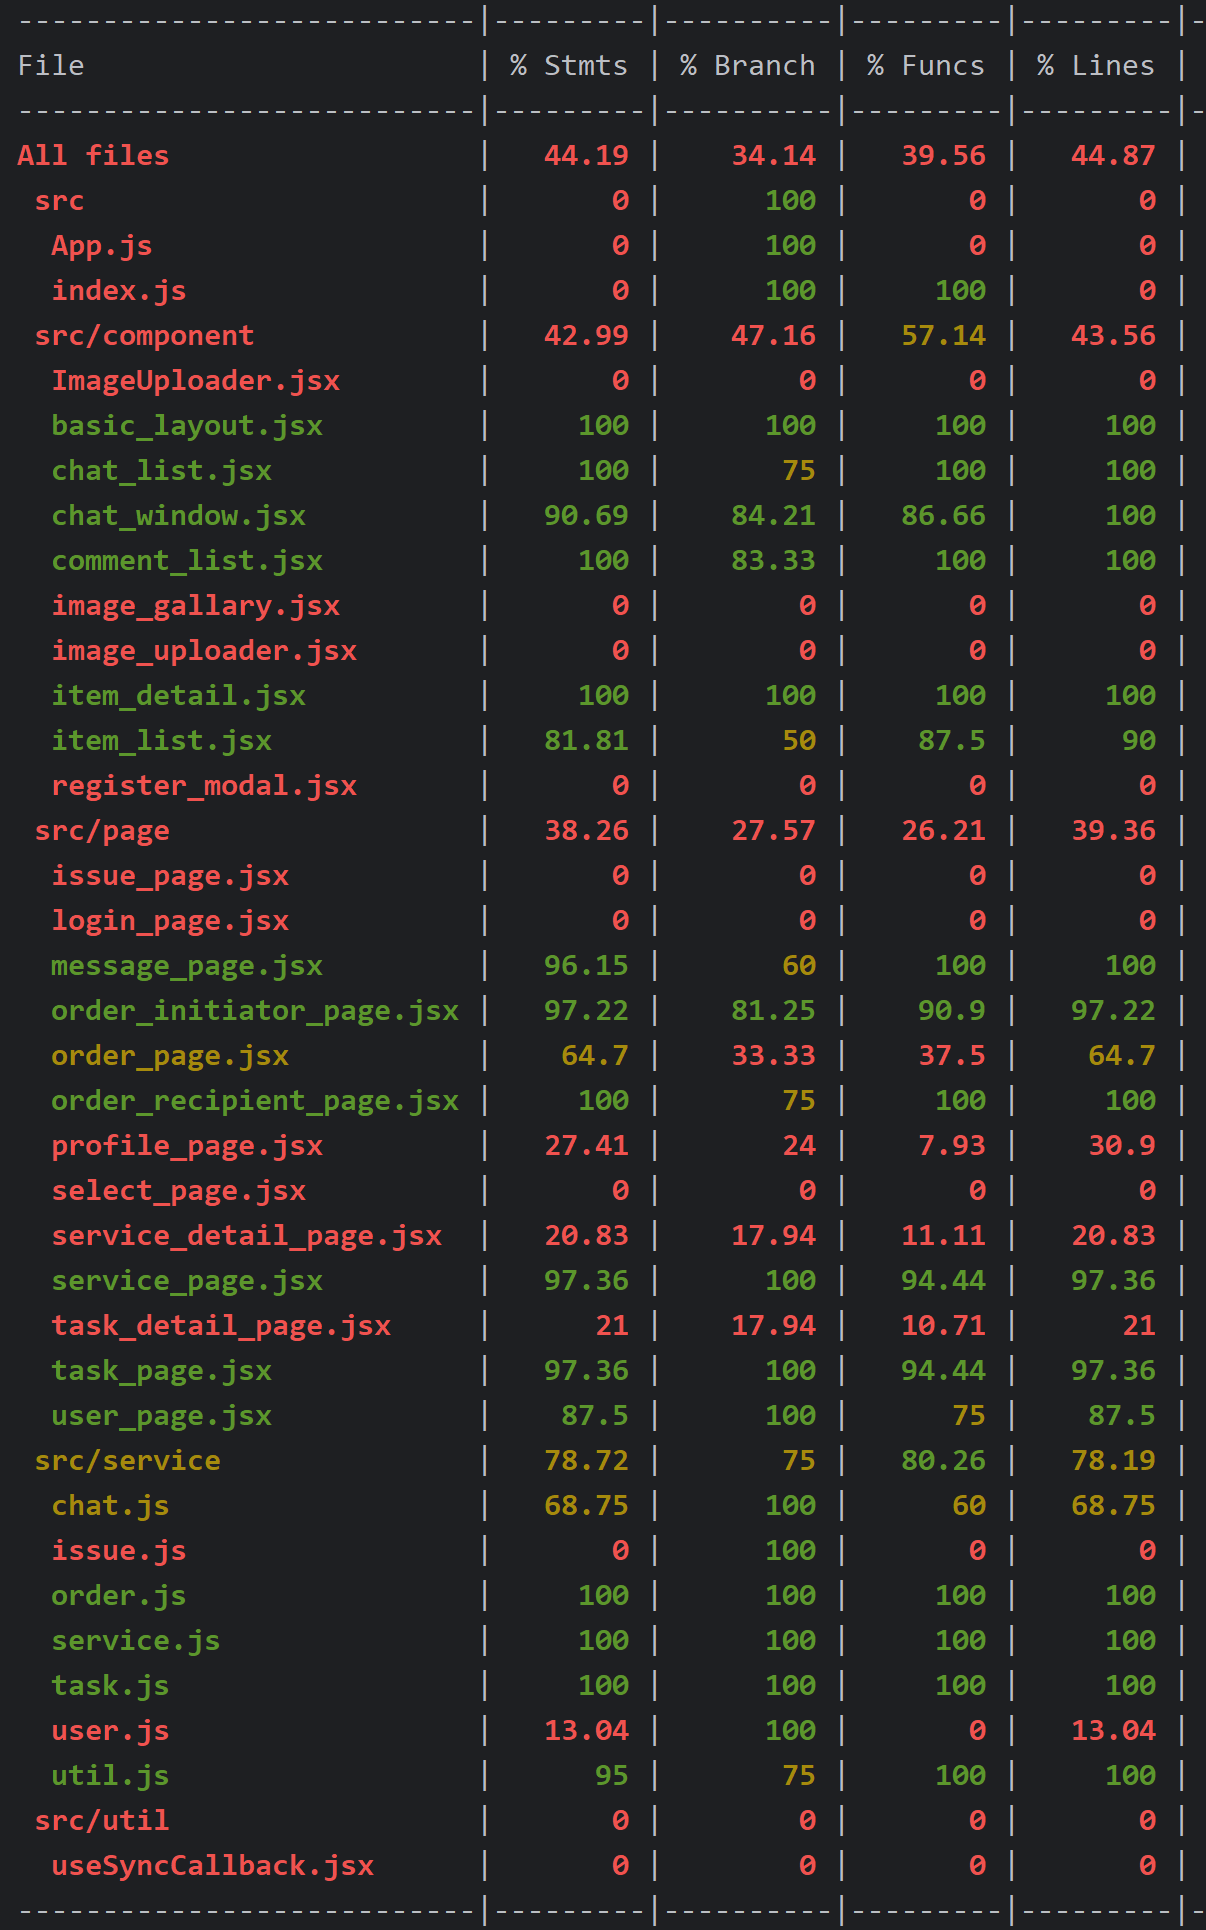 ---------------------------|---------|----------|---------|---------|-
File                       | % Stmts | % Branch | % Funcs | % Lines |
---------------------------|---------|----------|---------|---------|-
All files                  |   44.19 |    34.14 |   39.56 |   44.87 |
 src                       |       0 |      100 |       0 |       0 |
  App.js                   |       0 |      100 |       0 |       0 |
  index.js                 |       0 |      100 |     100 |       0 |
 src/component             |   42.99 |    47.16 |   57.14 |   43.56 |
  ImageUploader.jsx        |       0 |        0 |       0 |       0 |
  basic_layout.jsx         |     100 |      100 |     100 |     100 |
  chat_list.jsx            |     100 |       75 |     100 |     100 |
  chat_window.jsx          |   90.69 |    84.21 |   86.66 |     100 |
  comment_list.jsx         |     100 |    83.33 |     100 |     100 |
  image_gallary.jsx        |       0 |        0 |       0 |       0 |
  image_uploader.jsx       |       0 |        0 |       0 |       0 |
  item_detail.jsx          |     100 |      100 |     100 |     100 |
  item_list.jsx            |   81.81 |       50 |    87.5 |      90 |
  register_modal.jsx       |       0 |        0 |       0 |       0 |
 src/page                  |   38.26 |    27.57 |   26.21 |   39.36 |
  issue_page.jsx           |       0 |        0 |       0 |       0 |
  login_page.jsx           |       0 |        0 |       0 |       0 |
  message_page.jsx         |   96.15 |       60 |     100 |     100 |
  order_initiator_page.jsx |   97.22 |    81.25 |    90.9 |   97.22 |
  order_page.jsx           |    64.7 |    33.33 |    37.5 |    64.7 |
  order_recipient_page.jsx |     100 |       75 |     100 |     100 |
  profile_page.jsx         |   27.41 |       24 |    7.93 |    30.9 |
  select_page.jsx          |       0 |        0 |       0 |       0 |
  service_detail_page.jsx  |   20.83 |    17.94 |   11.11 |   20.83 |
  service_page.jsx         |   97.36 |      100 |   94.44 |   97.36 |
  task_detail_page.jsx     |      21 |    17.94 |   10.71 |      21 |
  task_page.jsx            |   97.36 |      100 |   94.44 |   97.36 |
  user_page.jsx            |    87.5 |      100 |      75 |    87.5 |
 src/service               |   78.72 |       75 |   80.26 |   78.19 |
  chat.js                  |   68.75 |      100 |      60 |   68.75 |
  issue.js                 |       0 |      100 |       0 |       0 |
  order.js                 |     100 |      100 |     100 |     100 |
  service.js               |     100 |      100 |     100 |     100 |
  task.js                  |     100 |      100 |     100 |     100 |
  user.js                  |   13.04 |      100 |       0 |   13.04 |
  util.js                  |      95 |       75 |     100 |     100 |
 src/util                  |       0 |        0 |       0 |       0 |
  useSyncCallback.jsx      |       0 |        0 |       0 |       0 |
---------------------------|---------|----------|---------|---------|-